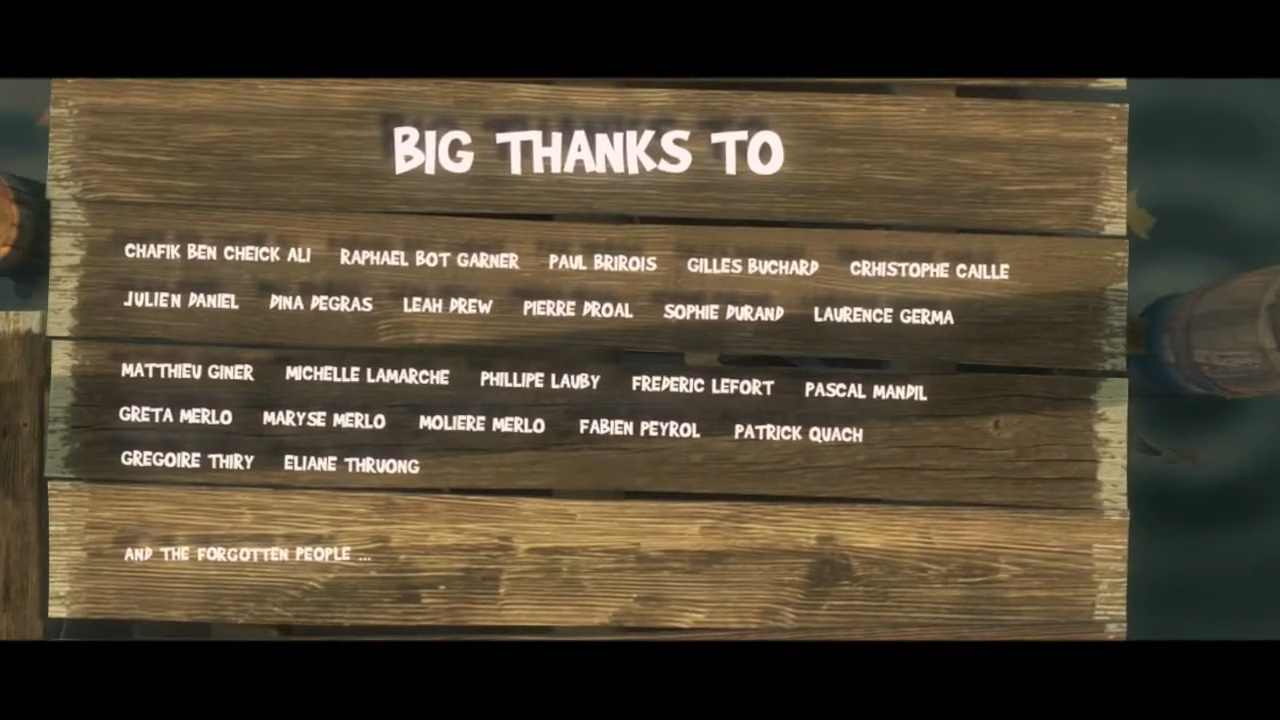 BIG THANKS TO
CHAFIK BEN CHEICK ALI RAPHAEL BOT GARNER PAUL BRIROIS GILLES BUCHARD CRHISTOPHE CAILLE
JULIEN DANIEL DINA DEGRAS LEAH DREW PIERRE DROAL SOPHIE DURAND LAURENCE GERMA
MATTHIEU GINER MICHELLE LAMARCHE PHILLIPE LAUBY FREDERIC LEFORT PASCAL MANDIL
GRETA MERLO MARYSE MERLO MOLIERE MERLO FABIEN PEYROL PATRICK QUACH
GREGOIRE THIRY ELIANE THRUONG
AND THE FORGOTTEN PEOPLE ...